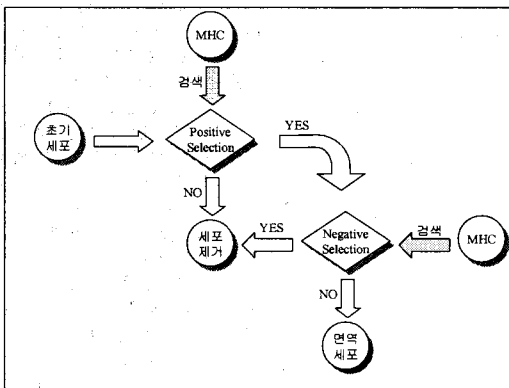 MHC
검색
초기
세포
Positive
Selection
YES
NO
세포
제거
YES
Negative
Selection
검색
MHC
NO
면역
세포